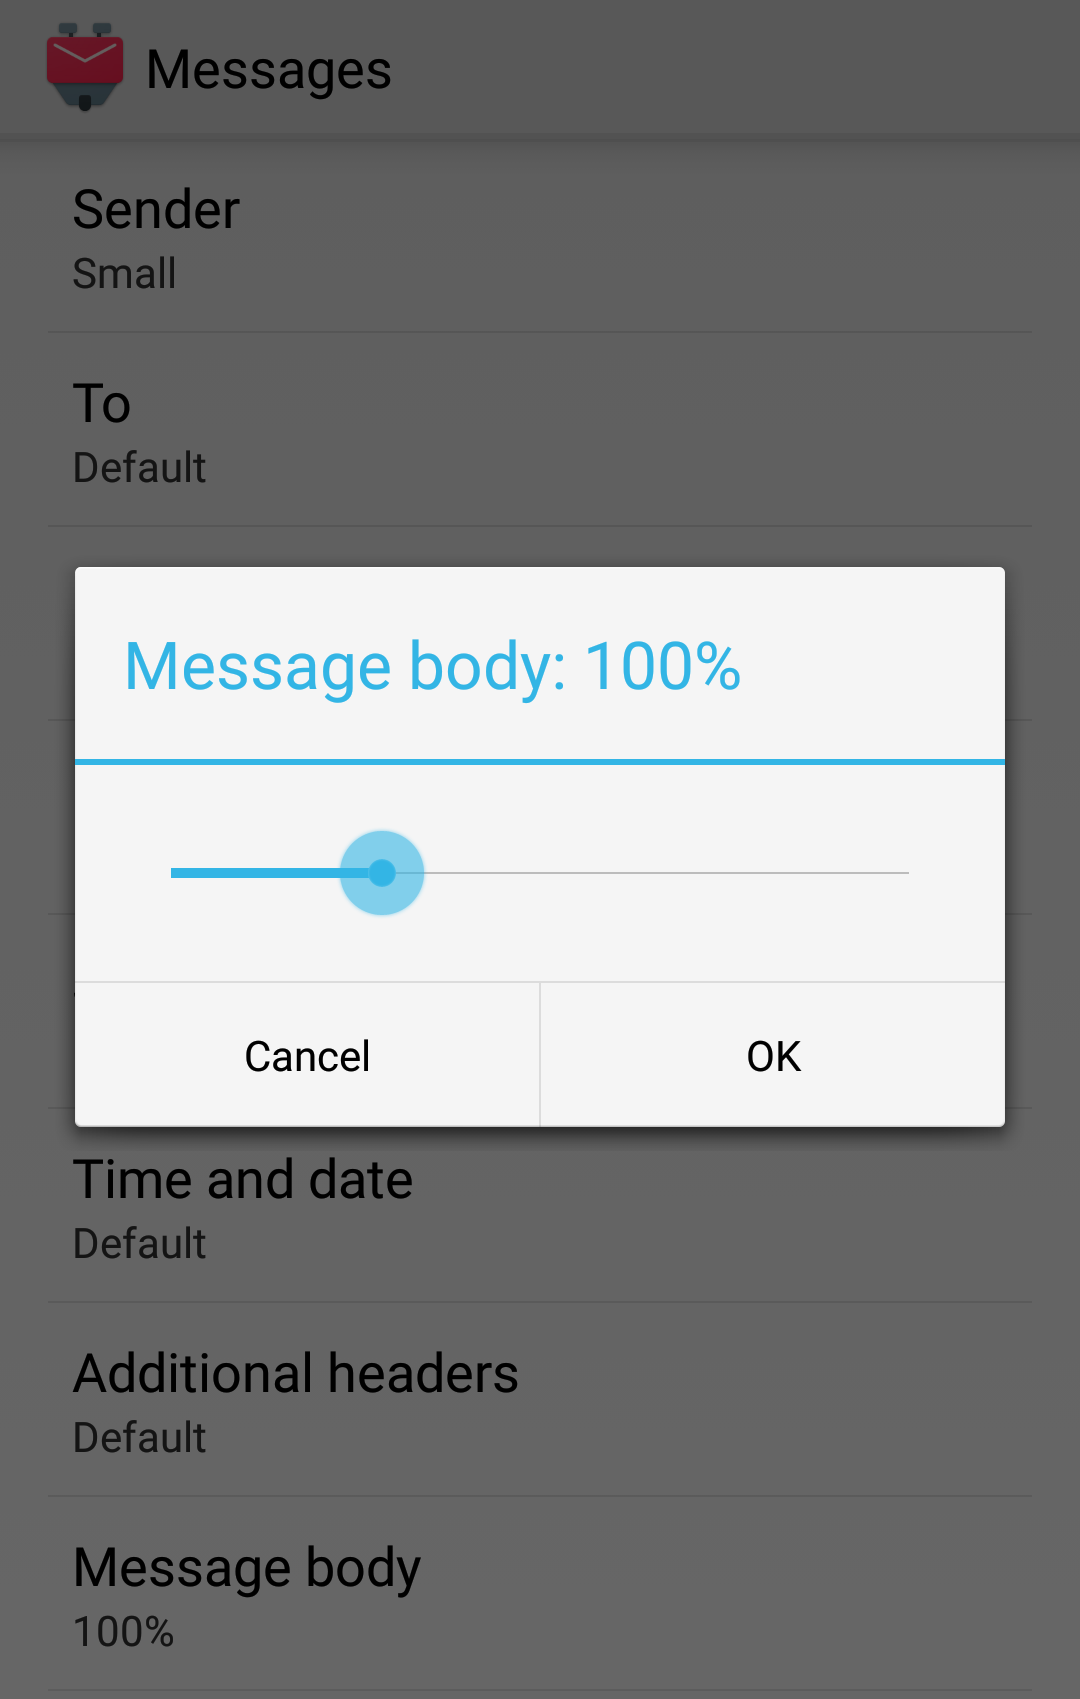 Messages
Sender
Small
To
Default
Message body: 100%
Cancel
OK
Time and date
Default
Additional headers
Default
Message body
100%